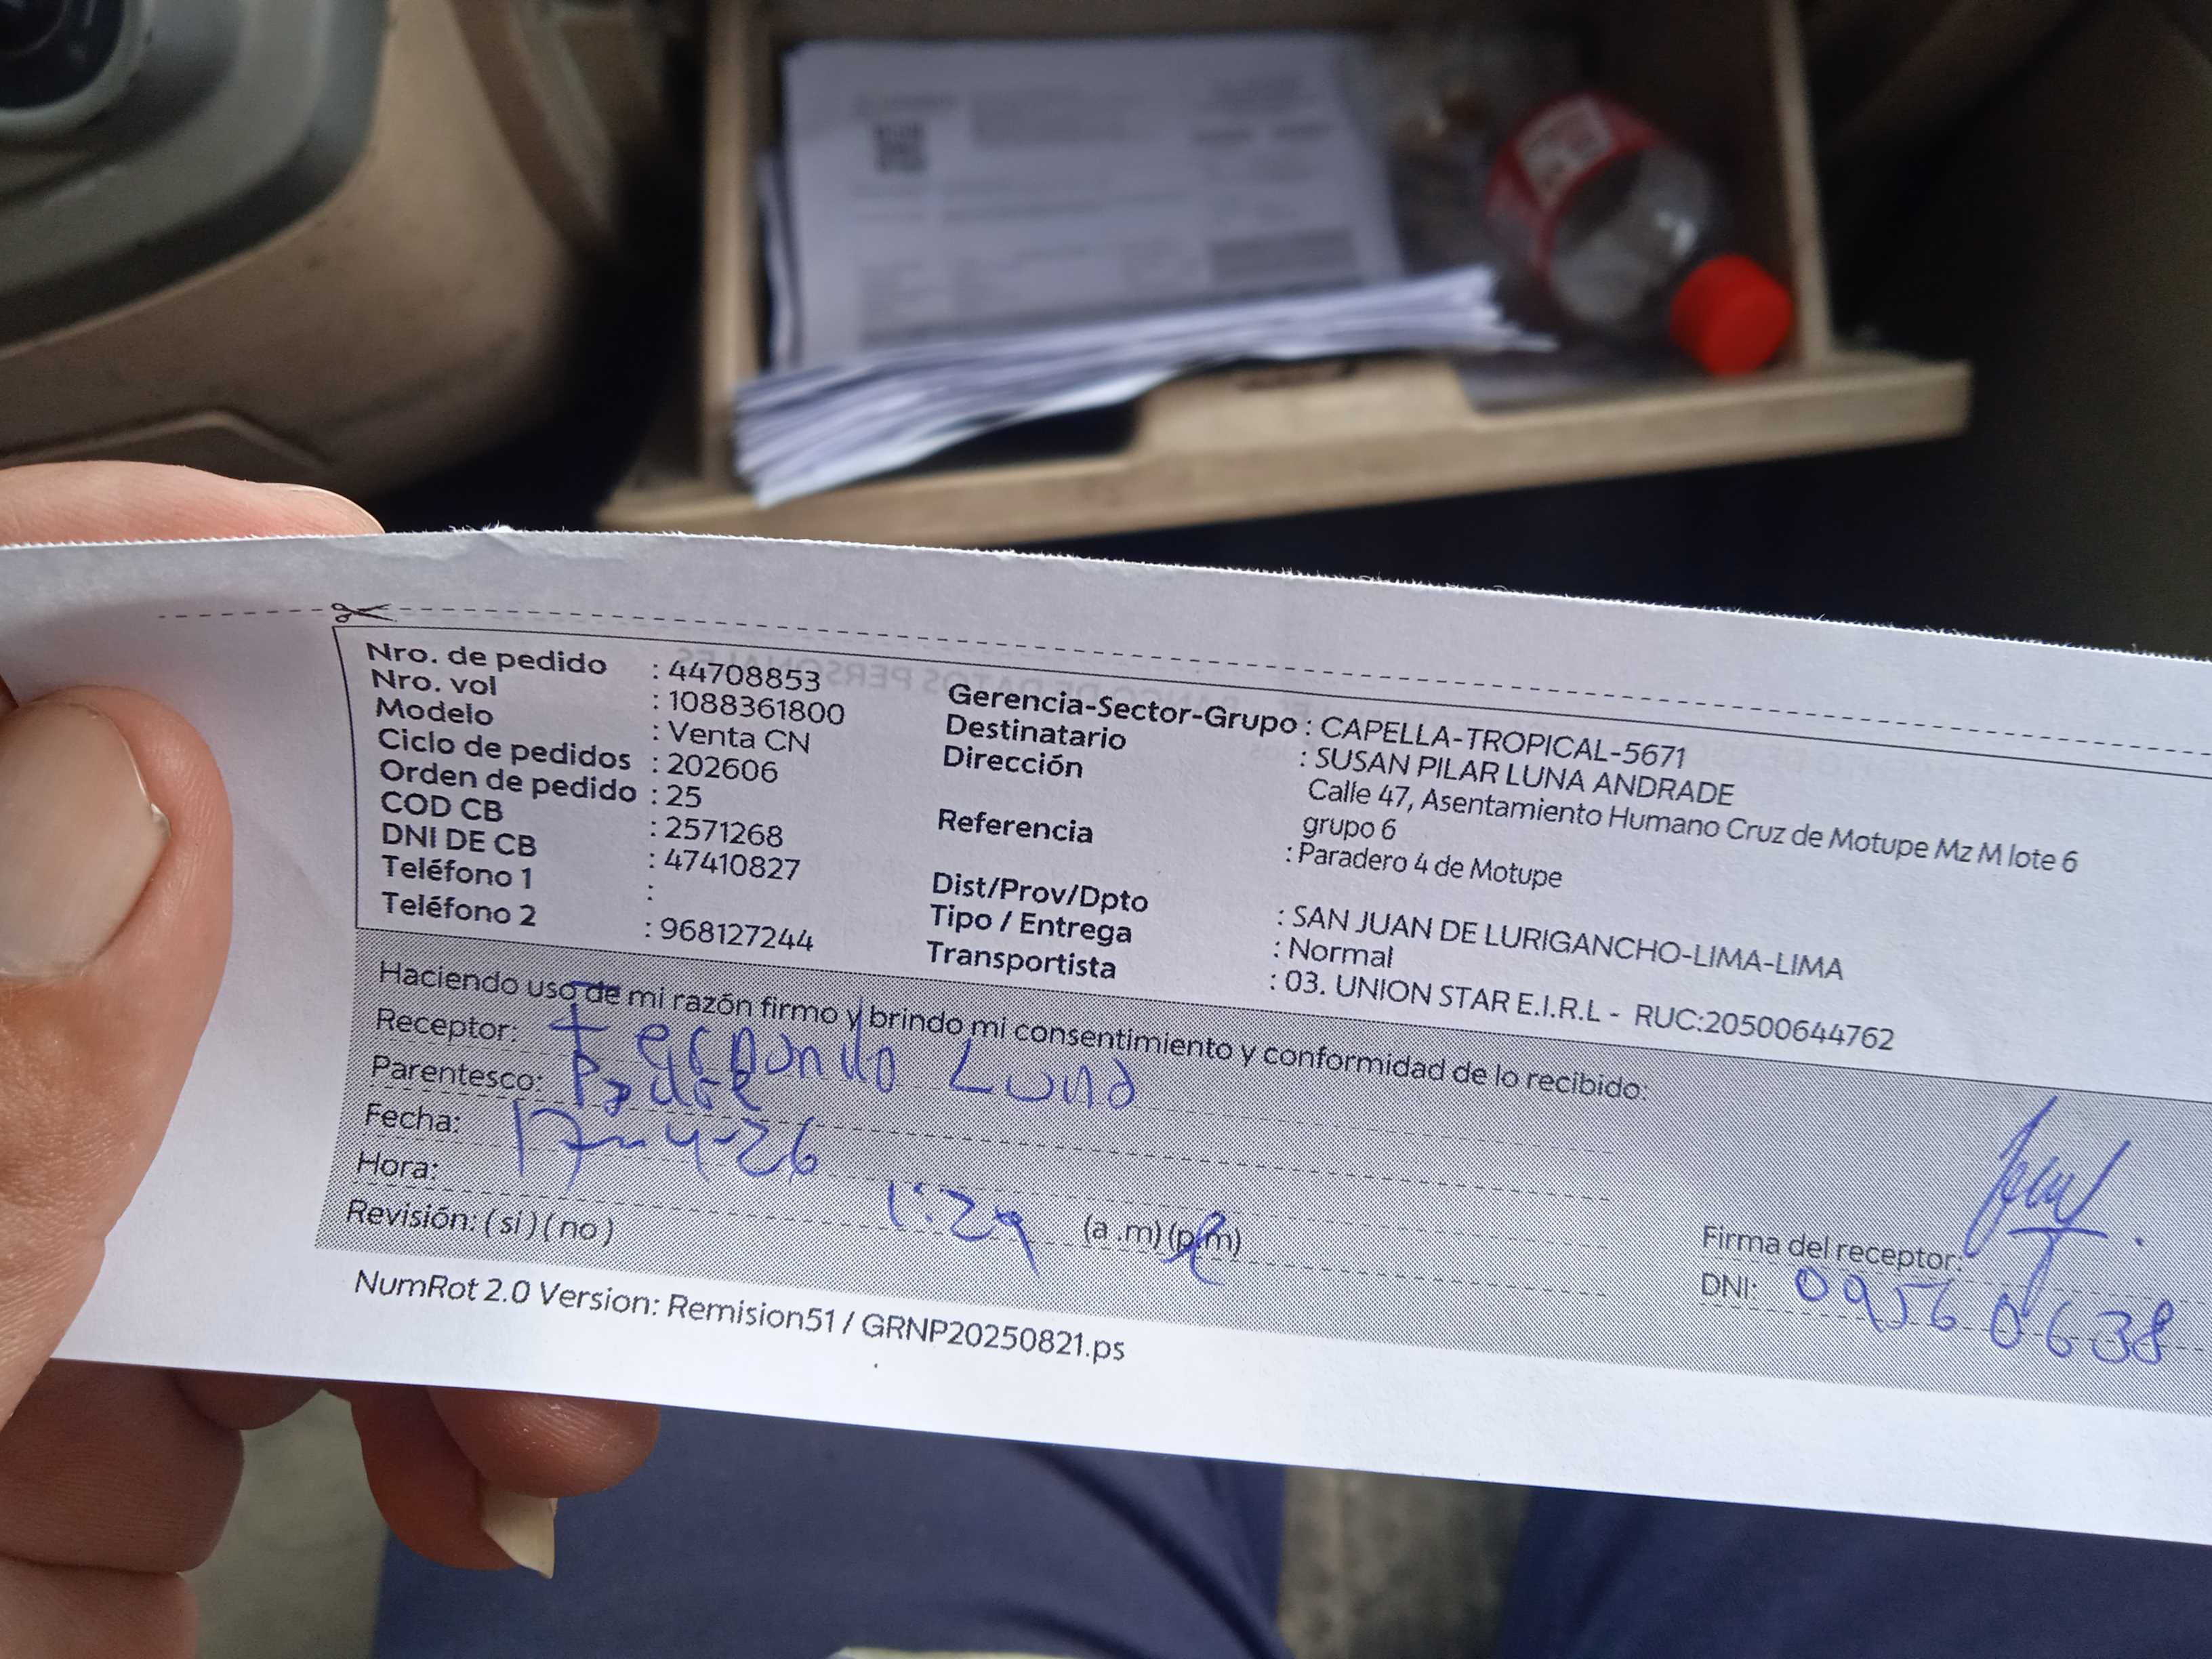 Nro. de pedido : 44708853
Nro. vol : 1088361800
Modelo : Venta CN
Ciclo de pedidos : 202606
Orden de pedido : 25
COD CB : 2571268
DNI DE CB : 47410827
Teléfono 1 :
Teléfono 2 : 968127244
Gerencia-Sector-Grupo : CAPELLA-TROPICAL-5671
Destinatario : SUSAN PILAR LUNA ANDRADE
Dirección Calle 47, Asentamiento Humano Cruz de Motupe Mz M lote 6
grupo 6
Referencia : Paradero 4 de Motupe
Dist/Prov/Dpto : SAN JUAN DE LURIGANCHO-LIMA-LIMA
Tipo / Entrega : Normal
Transportista : 03. UNION STAR E.I.R.L - RUC:20500644762
Haciendo uso de mi razón firmo y brindo mi consentimiento y conformidad de lo recibido:
Receptor: Luna
Parentesco: Padre
Fecha: 17-4-26
Hora: 1:29 (a .m) (p.m)
Revisión: ( si ) ( no )
Firma del receptor:
DNI: 09560638
NumRot 2.0 Version: Remision51 / GRNP20250821.ps